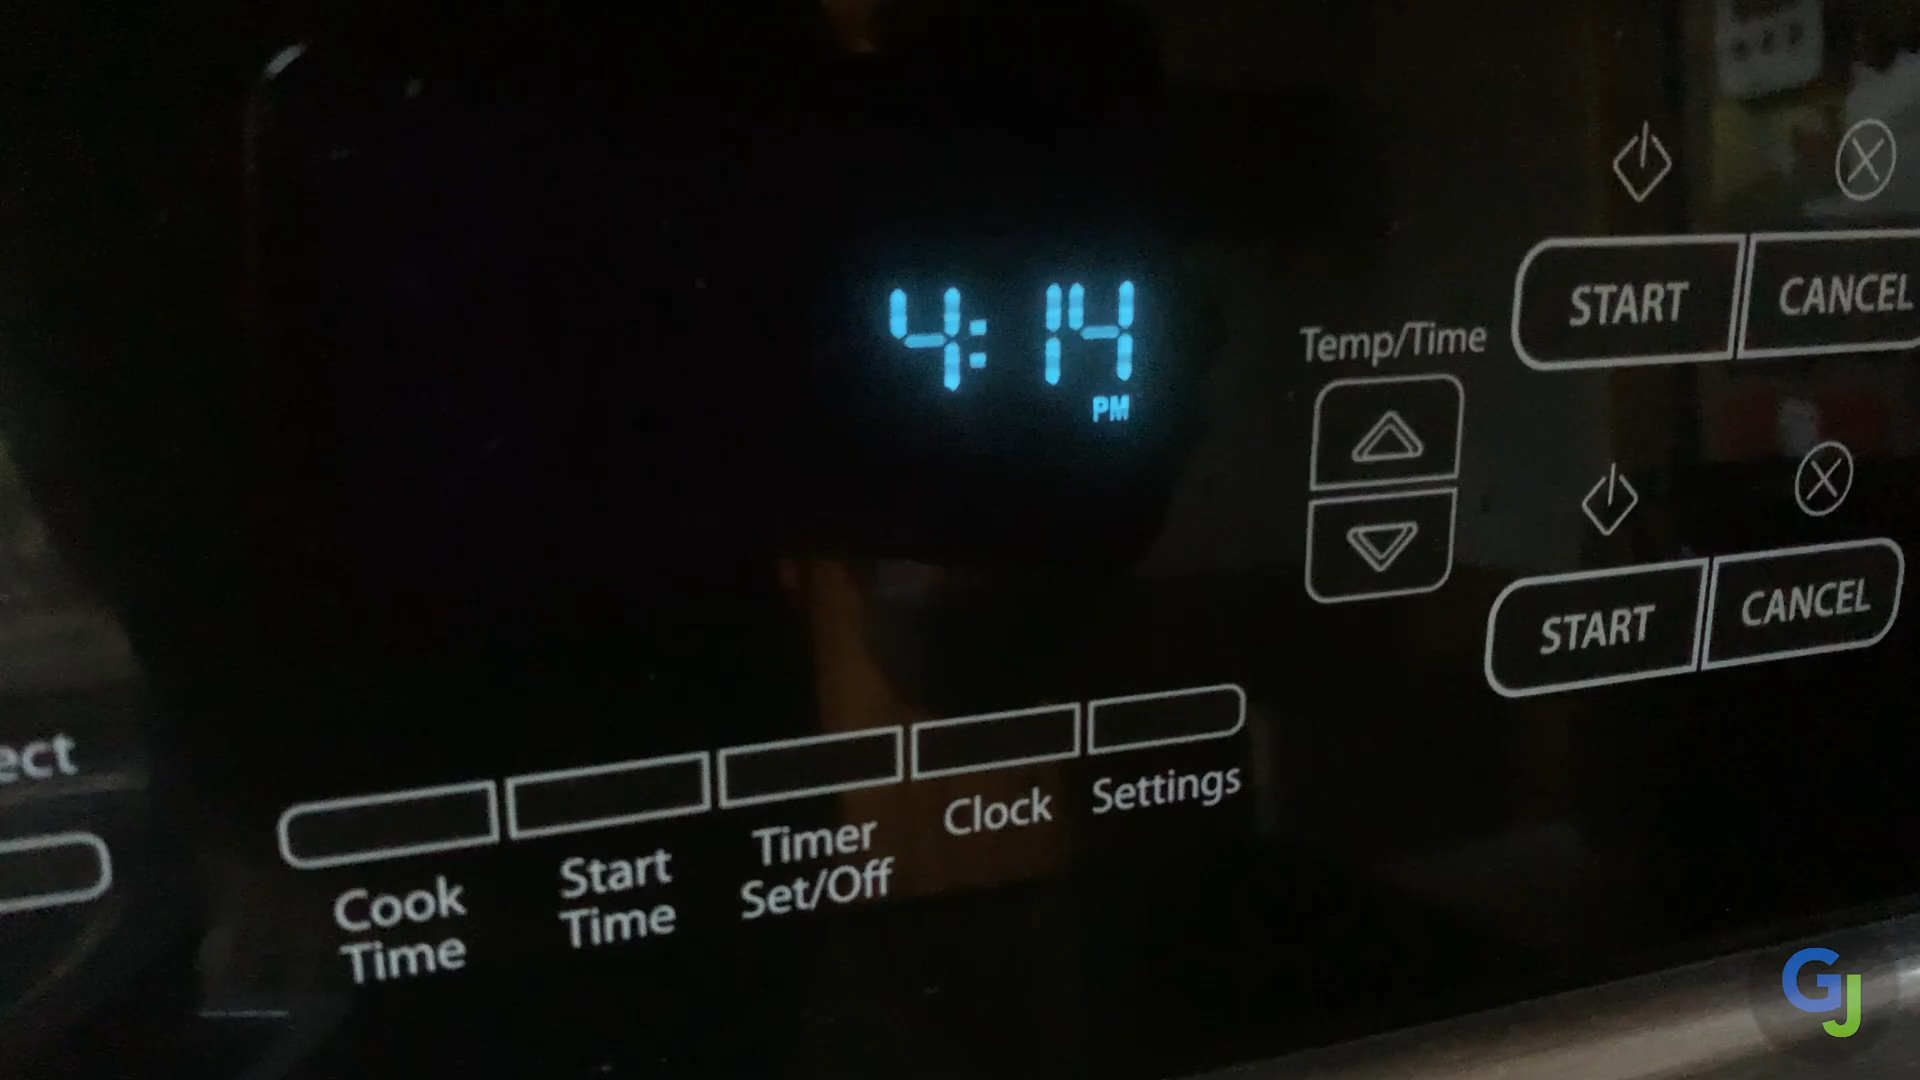 4:14
PM
Temp/Time
START
CANCEL
START
CANCEL
ect
Cook
Time
Start
Time
Timer
Set/Off
Clock
Settings
GJ